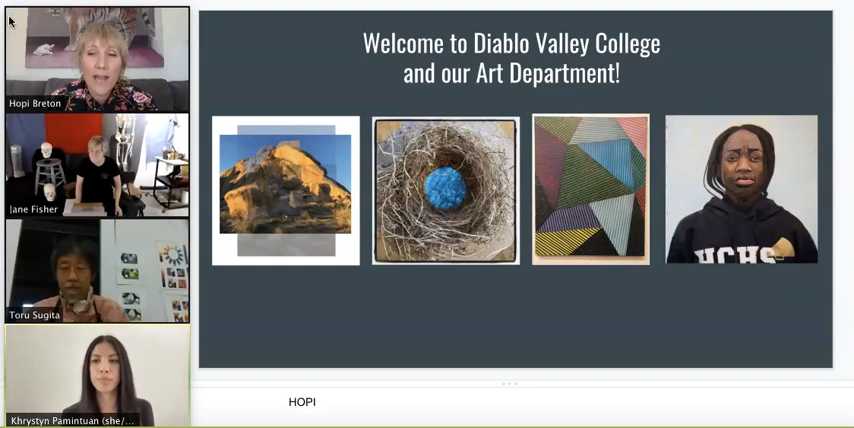 Hopi Breton
Jane Fisher
Toru Sugita
Khrystyn Pamintuan (she/...
Welcome to Diablo Valley College
and our Art Department!
HCHS
HOPI